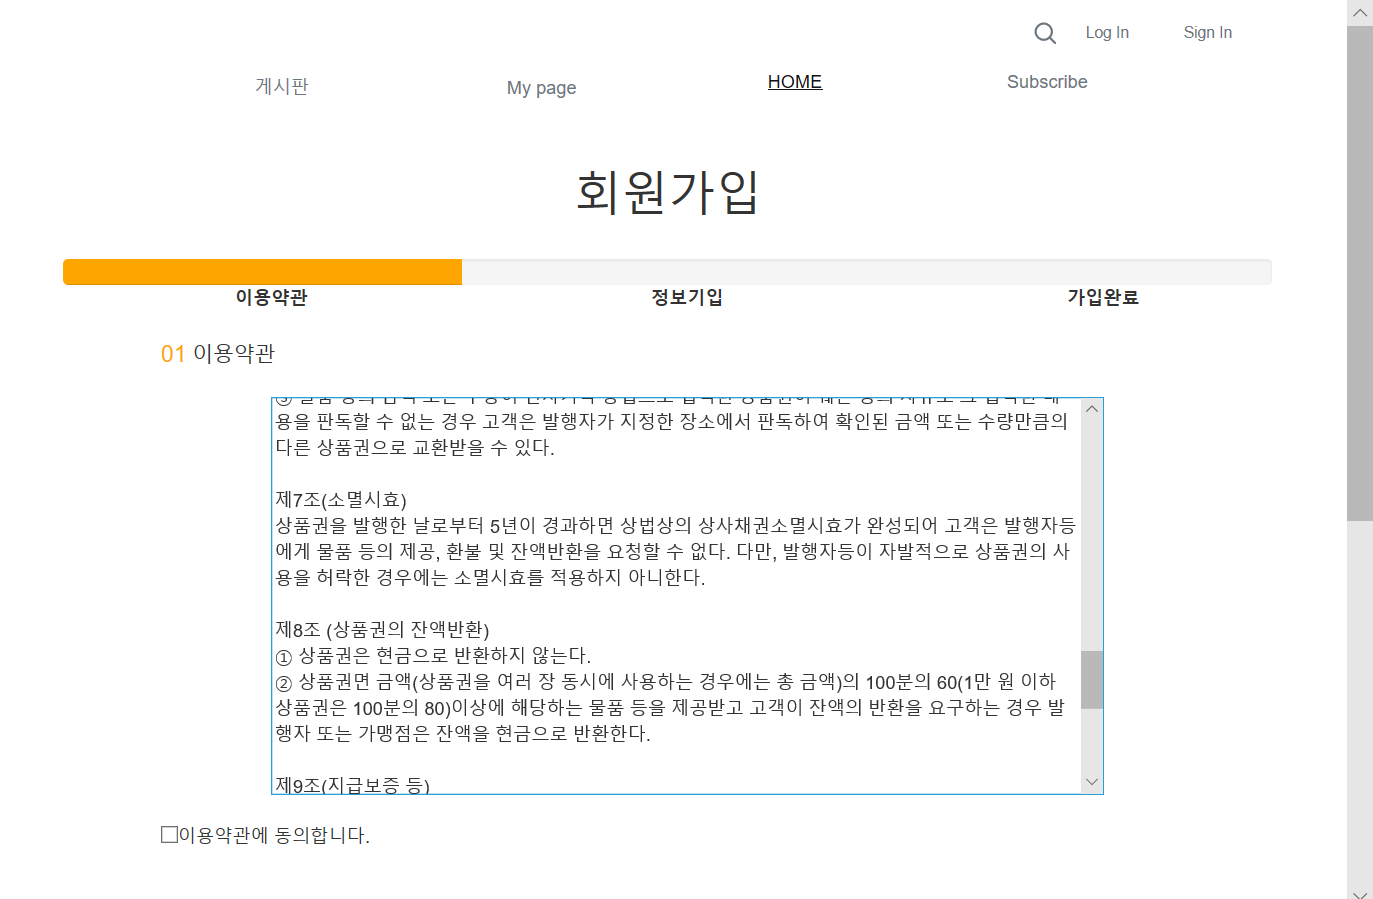 Log In Sign In
게시판 My page HOME Subscribe
회원가입
이용약관 정보기입 가입완료
01 이용약관
용을 판독할 수 없는 경우 고객은 발행자가 지정한 장소에서 판독하여 확인된 금액 또는 수량만큼의
다른 상품권으로 교환받을 수 있다.
제7조(소멸시효)
상품권을 발행한 날로부터 5년이 경과하면 상법상의 상사채권소멸시효가 완성되어 고객은 발행자등
에게 물품 등의 제공, 환불 및 잔액반환을 요청할 수 없다. 다만, 발행자등이 자발적으로 상품권의 사
용을 허락한 경우에는 소멸시효를 적용하지 아니한다.
제8조 (상품권의 잔액반환)
① 상품권은 현금으로 반환하지 않는다.
② 상품권면 금액(상품권을 여러 장 동시에 사용하는 경우에는 총 금액)의 100분의 60(1만 원 이하
상품권은 100분의 80)이상에 해당하는 물품 등을 제공받고 고객이 잔액의 반환을 요구하는 경우 발
행자 또는 가맹점은 잔액을 현금으로 반환한다.
제9조(지급보증 등)
이용약관에 동의합니다.